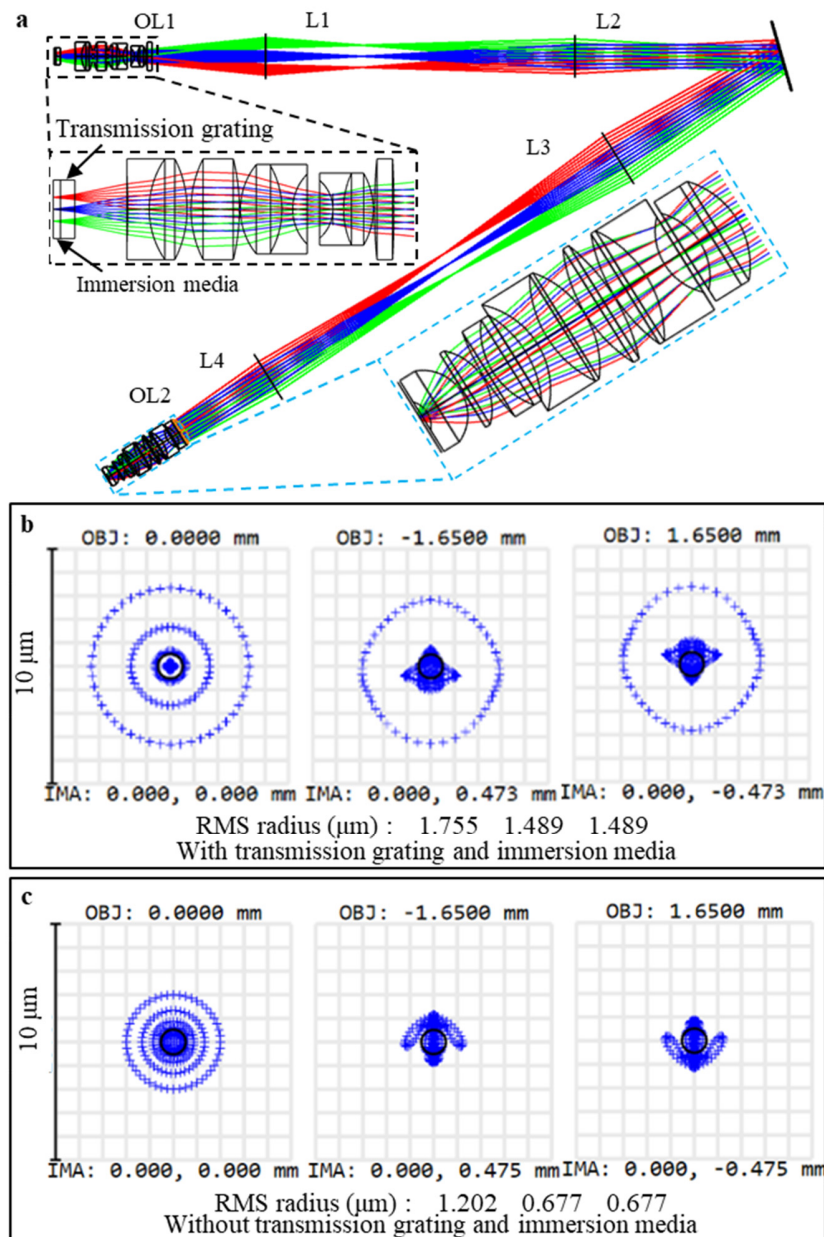 a
OL1
L1
L2
Transmission grating
L3
Immersion media
L4
OL2
b
OBJ: 0.0000 mm
OBJ: -1.6500 mm
OBJ: 1.6500 mm
10 μm
IMA: 0.000, 0.000 mm
IMA: 0.000, 0.473 mm
IMA: 0.000, -0.473 mm
RMS radius (μm) : 1.755 1.489 1.489
With transmission grating and immersion media
c
OBJ: 0.0000 mm
OBJ: -1.6500 mm
OBJ: 1.6500 mm
10 μm
IMA: 0.000, 0.000 mm
IMA: 0.000, 0.475 mm
IMA: 0.000, -0.475 mm
RMS radius (μm) : 1.202 0.677 0.677
Without transmission grating and immersion media